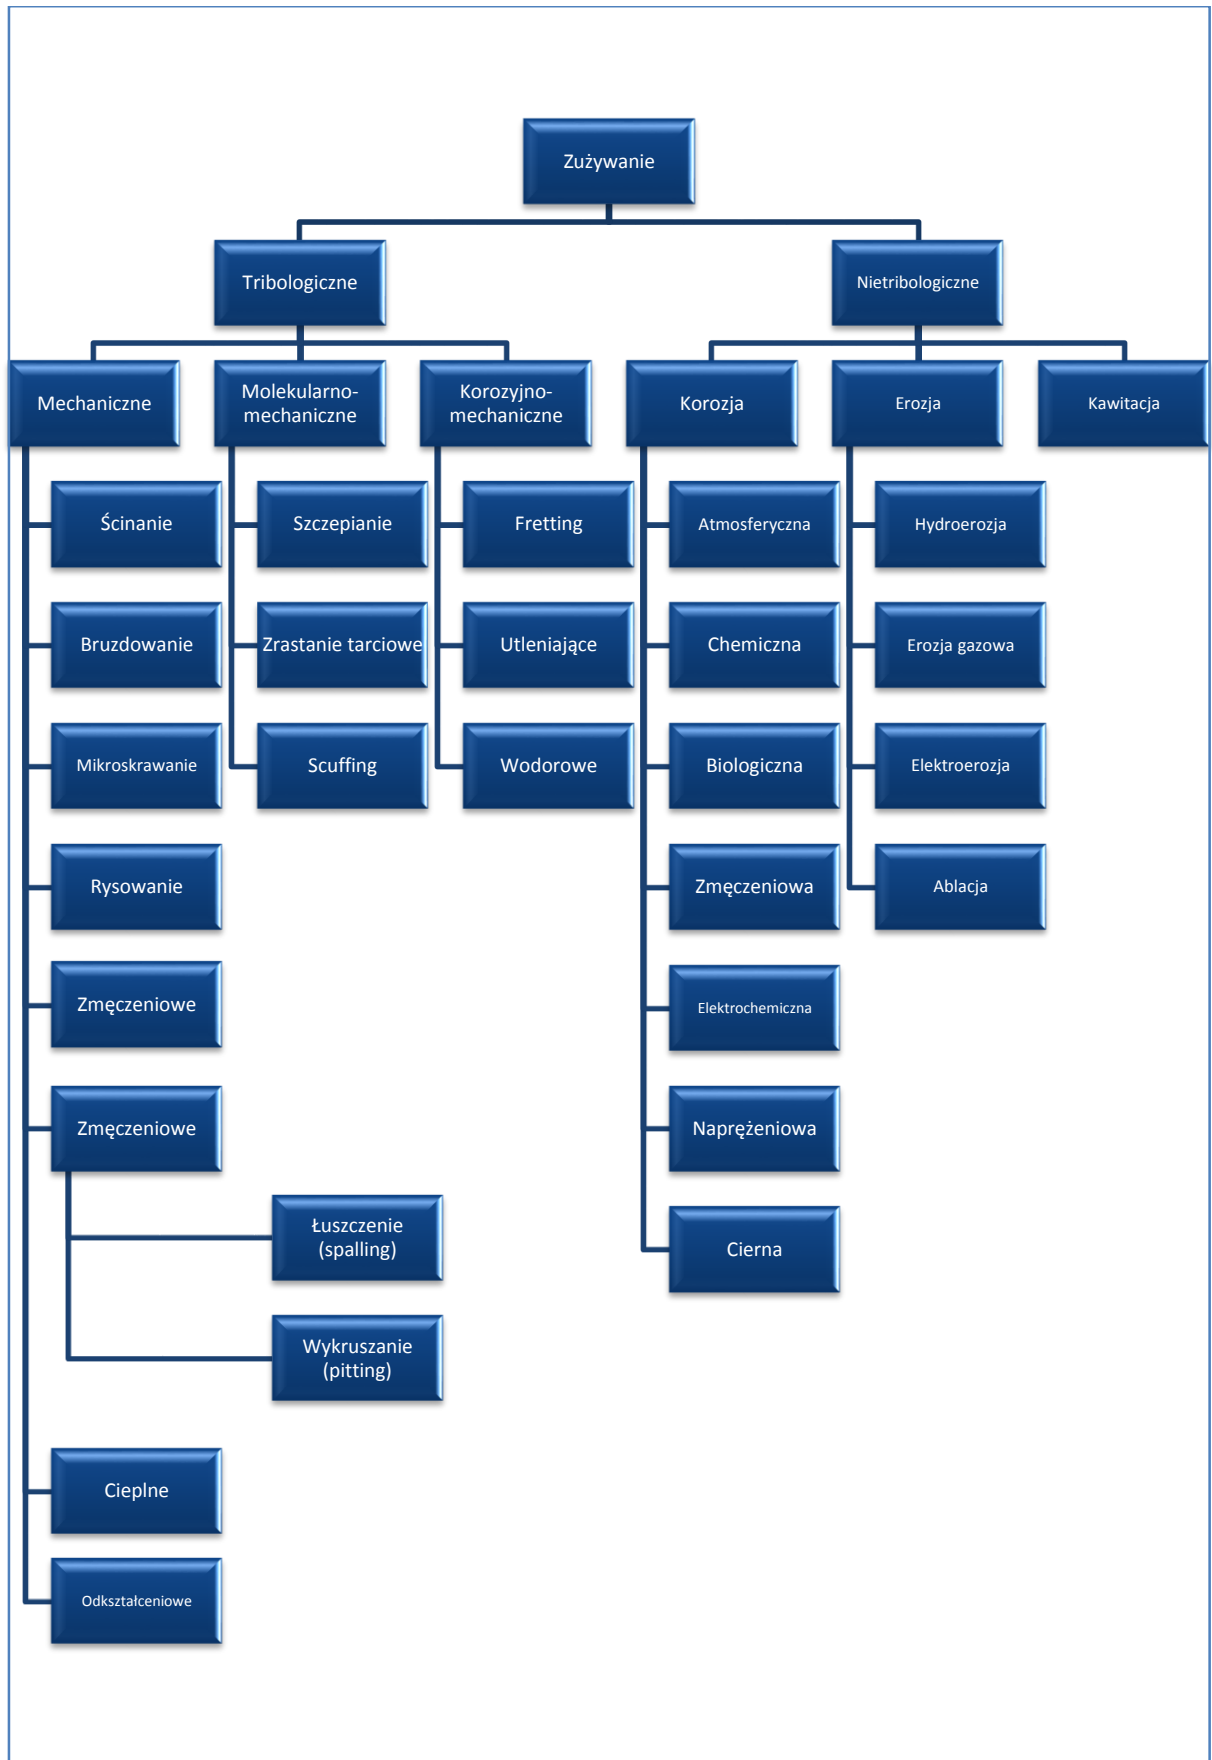 Zużywanie
Tribologiczne
Nietribologiczne
Mechaniczne
Molekularno-
mechaniczne
Korozyjno-
mechaniczne
Korozja
Erozja
Kawitacja
Ścinanie
Szczepianie
Fretting
Atmosferyczna
Hydroerozja
Bruzdowanie
Zrastanie tarciowe
Utleniające
Chemiczna
Erozja gazowa
Mikroskrawanie
Scuffing
Wodorowe
Biologiczna
Elektroerozja
Rysowanie
Zmęczeniowa
Ablacja
Zmęczeniowe
Elektrochemiczna
Zmęczeniowe
Naprężeniowa
Łuszczenie
(spalling)
Cierna
Wykruszanie
(pitting)
Cieplne
Odkształceniowe